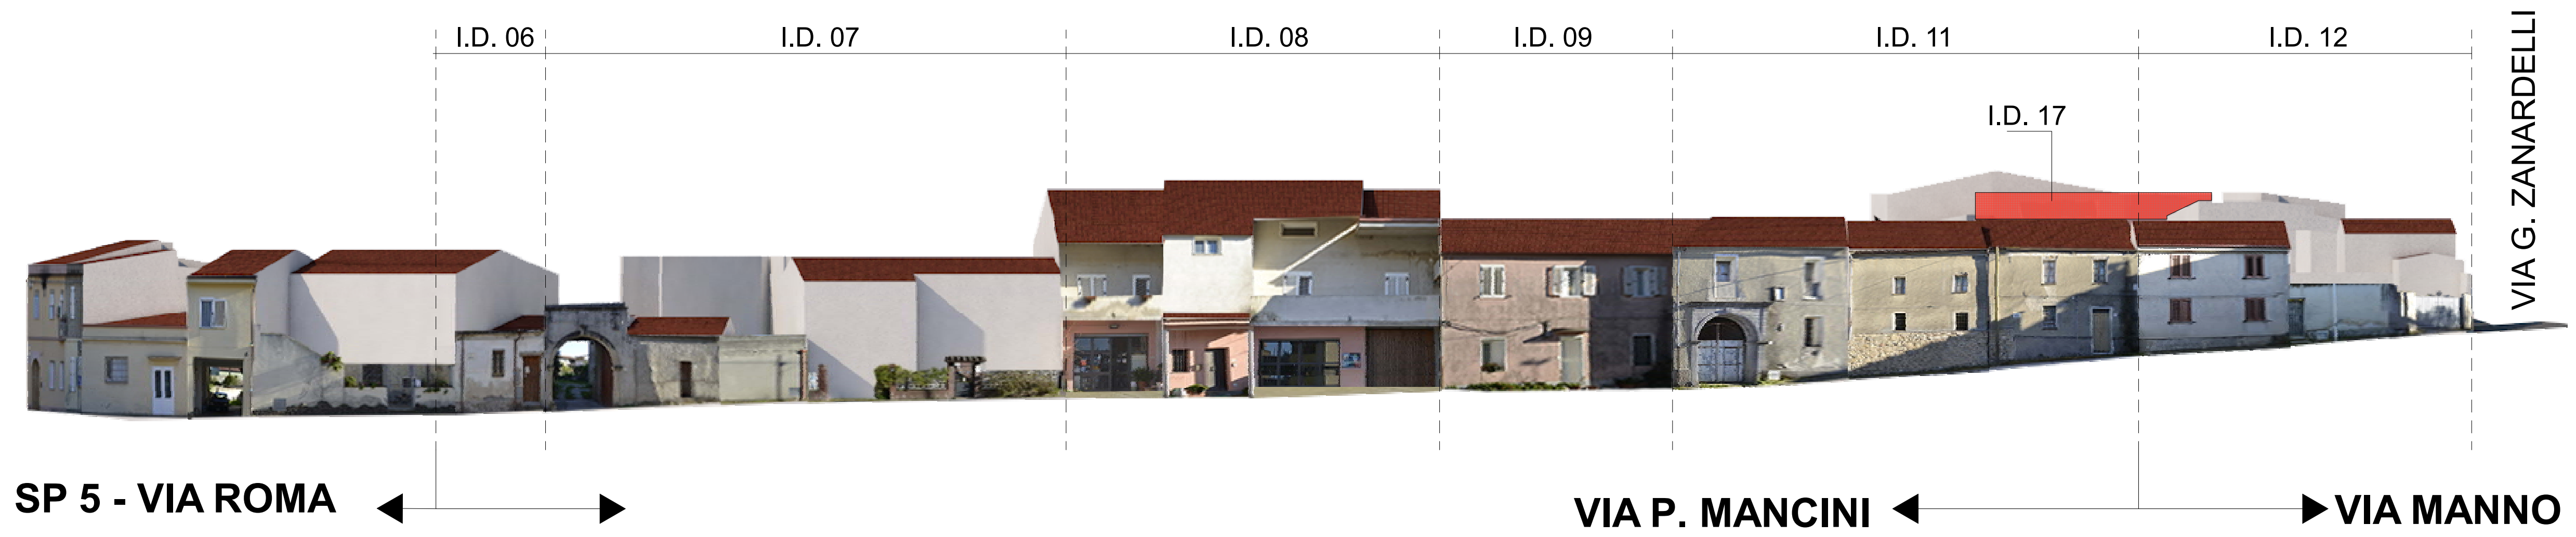 I.D. 06
I.D. 07
I.D. 08
I.D. 09
I.D. 11
I.D. 12
VIA G. ZANARDELLI
I.D. 17
SP 5 - VIA ROMA
VIA P. MANCINI
VIA MANNO